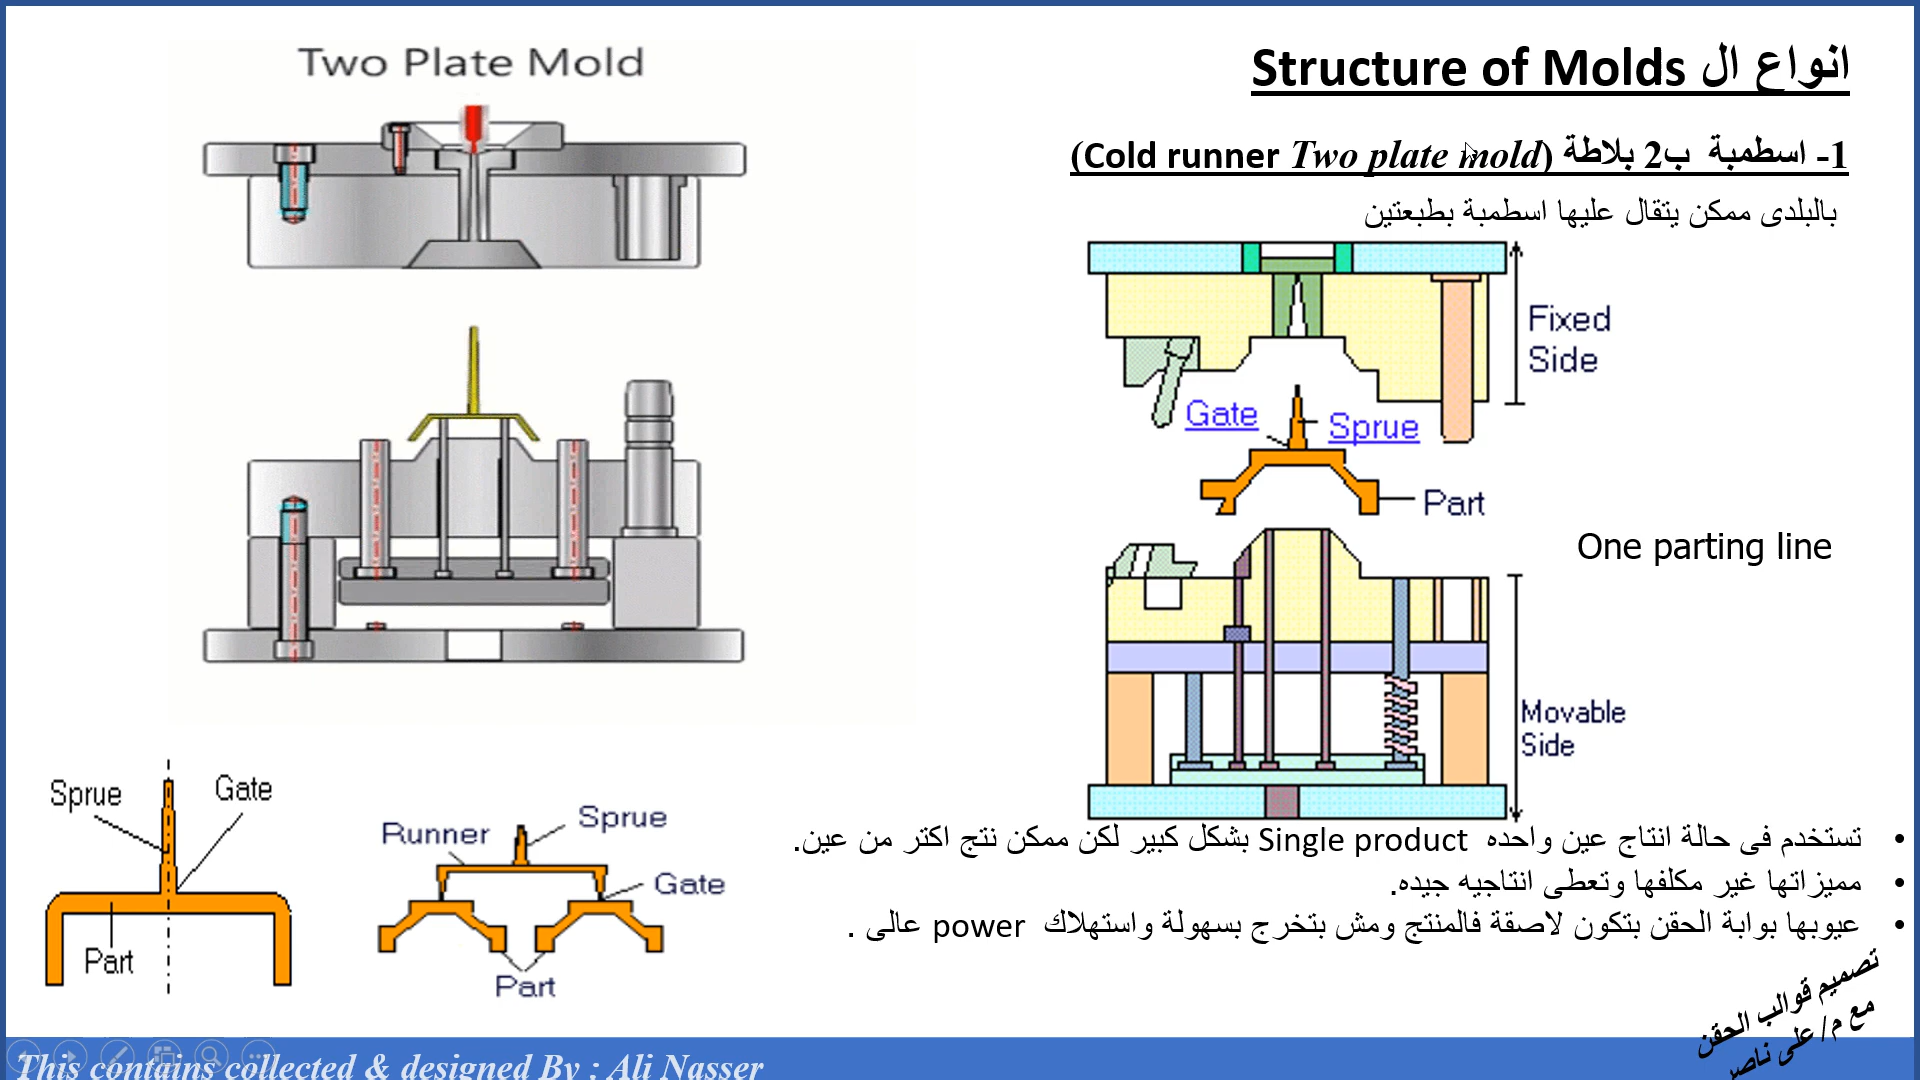 انواع ال Structure of Molds
1- اسطمبة ب2 بلاطة (Cold runner Two plate mold)
بالبلدى ممكن يتقال عليها اسطمبة بطبعتين
Two Plate Mold
Fixed
Side
Gate
Sprue
Part
One parting line
Movable
Side
Sprue
Gate
Part
Runner
Sprue
Gate
Part
• تستخدم فى حالة انتاج عين واحده Single product بشكل كبير لكن ممكن نتج اكتر من عين.
• مميزاتها غير مكلفها وتعطى انتاجيه جيده.
• عيوبها بوابة الحقن بتكون لاصقة فالمنتج ومش بتخرج بسهولة واستهلاك power عالى .
تصميم قوالب الحقن
مع م/ على ناصر
This contains collected & designed By : Ali Nasser